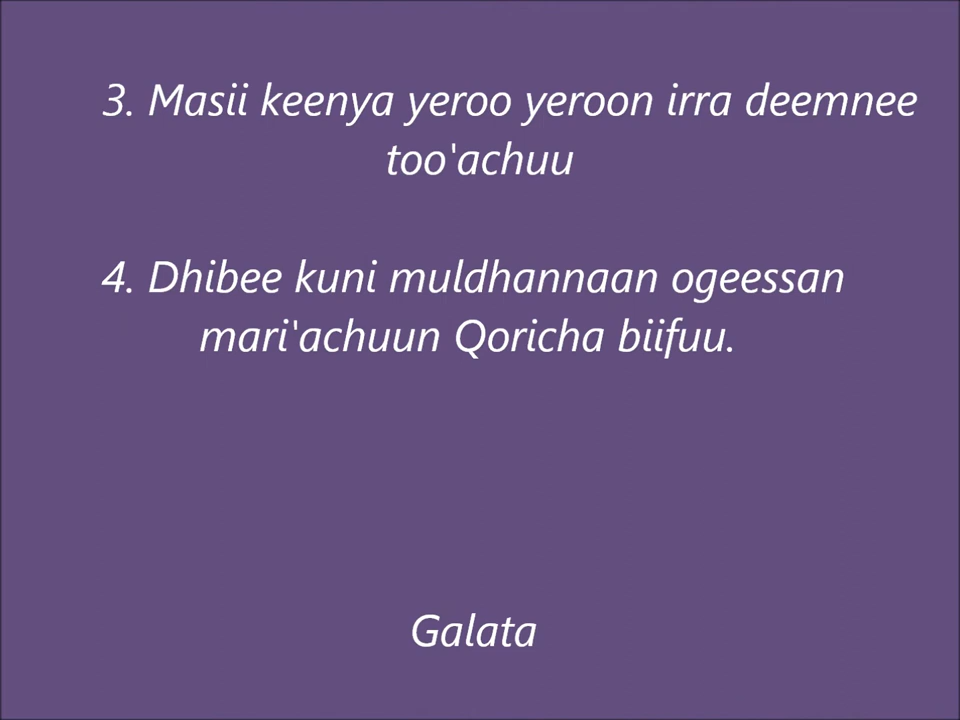 3. Masii keenya yeroo yeroon irra deemnee
too'achuu
4. Dhibee kuni muldhannaan ogeessan
mari'achuun Qoricha biifuu.
Galata